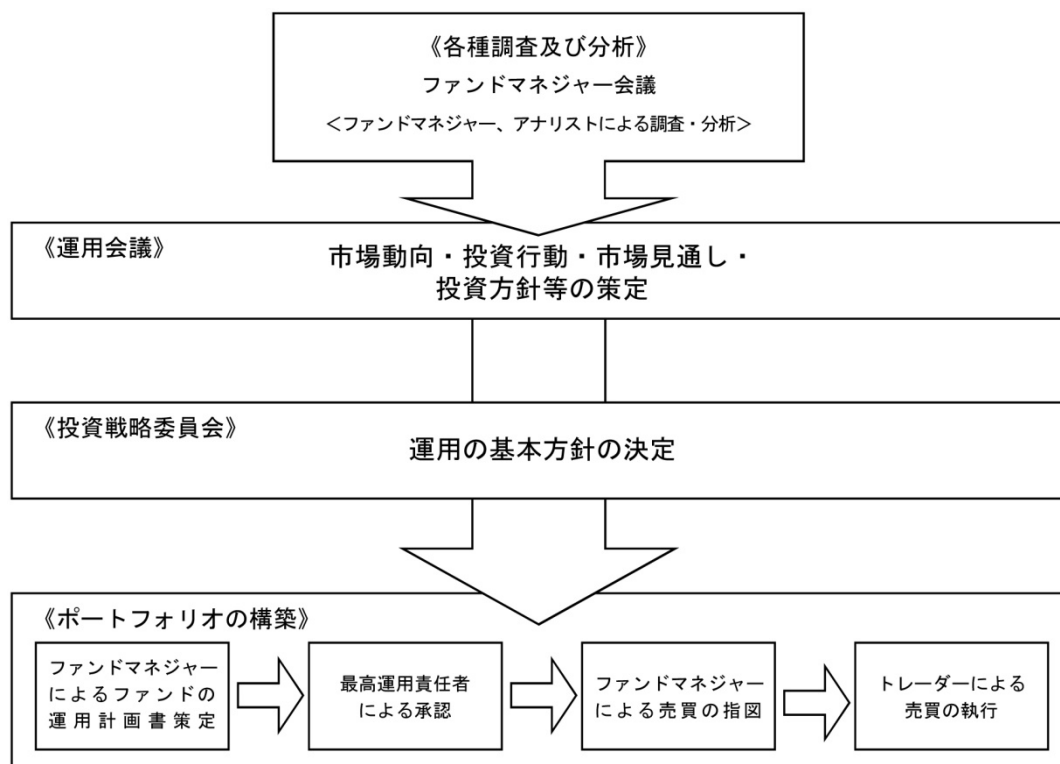 《各種調査及び分析》
ファンドマネジャー会議
＜ファンドマネジャー、アナリストによる調査・分析＞
《運用会議》
市場動向・投資行動・市場見通し・
投資方針等の策定
《投資戦略委員会》
運用の基本方針の決定
《ポートフォリオの構築》
ファンドマネジャー
によるファンドの
運用計画書策定
最高運用責任者
による承認
ファンドマネジャー
による売買の指図
トレーダーによる
売買の執行